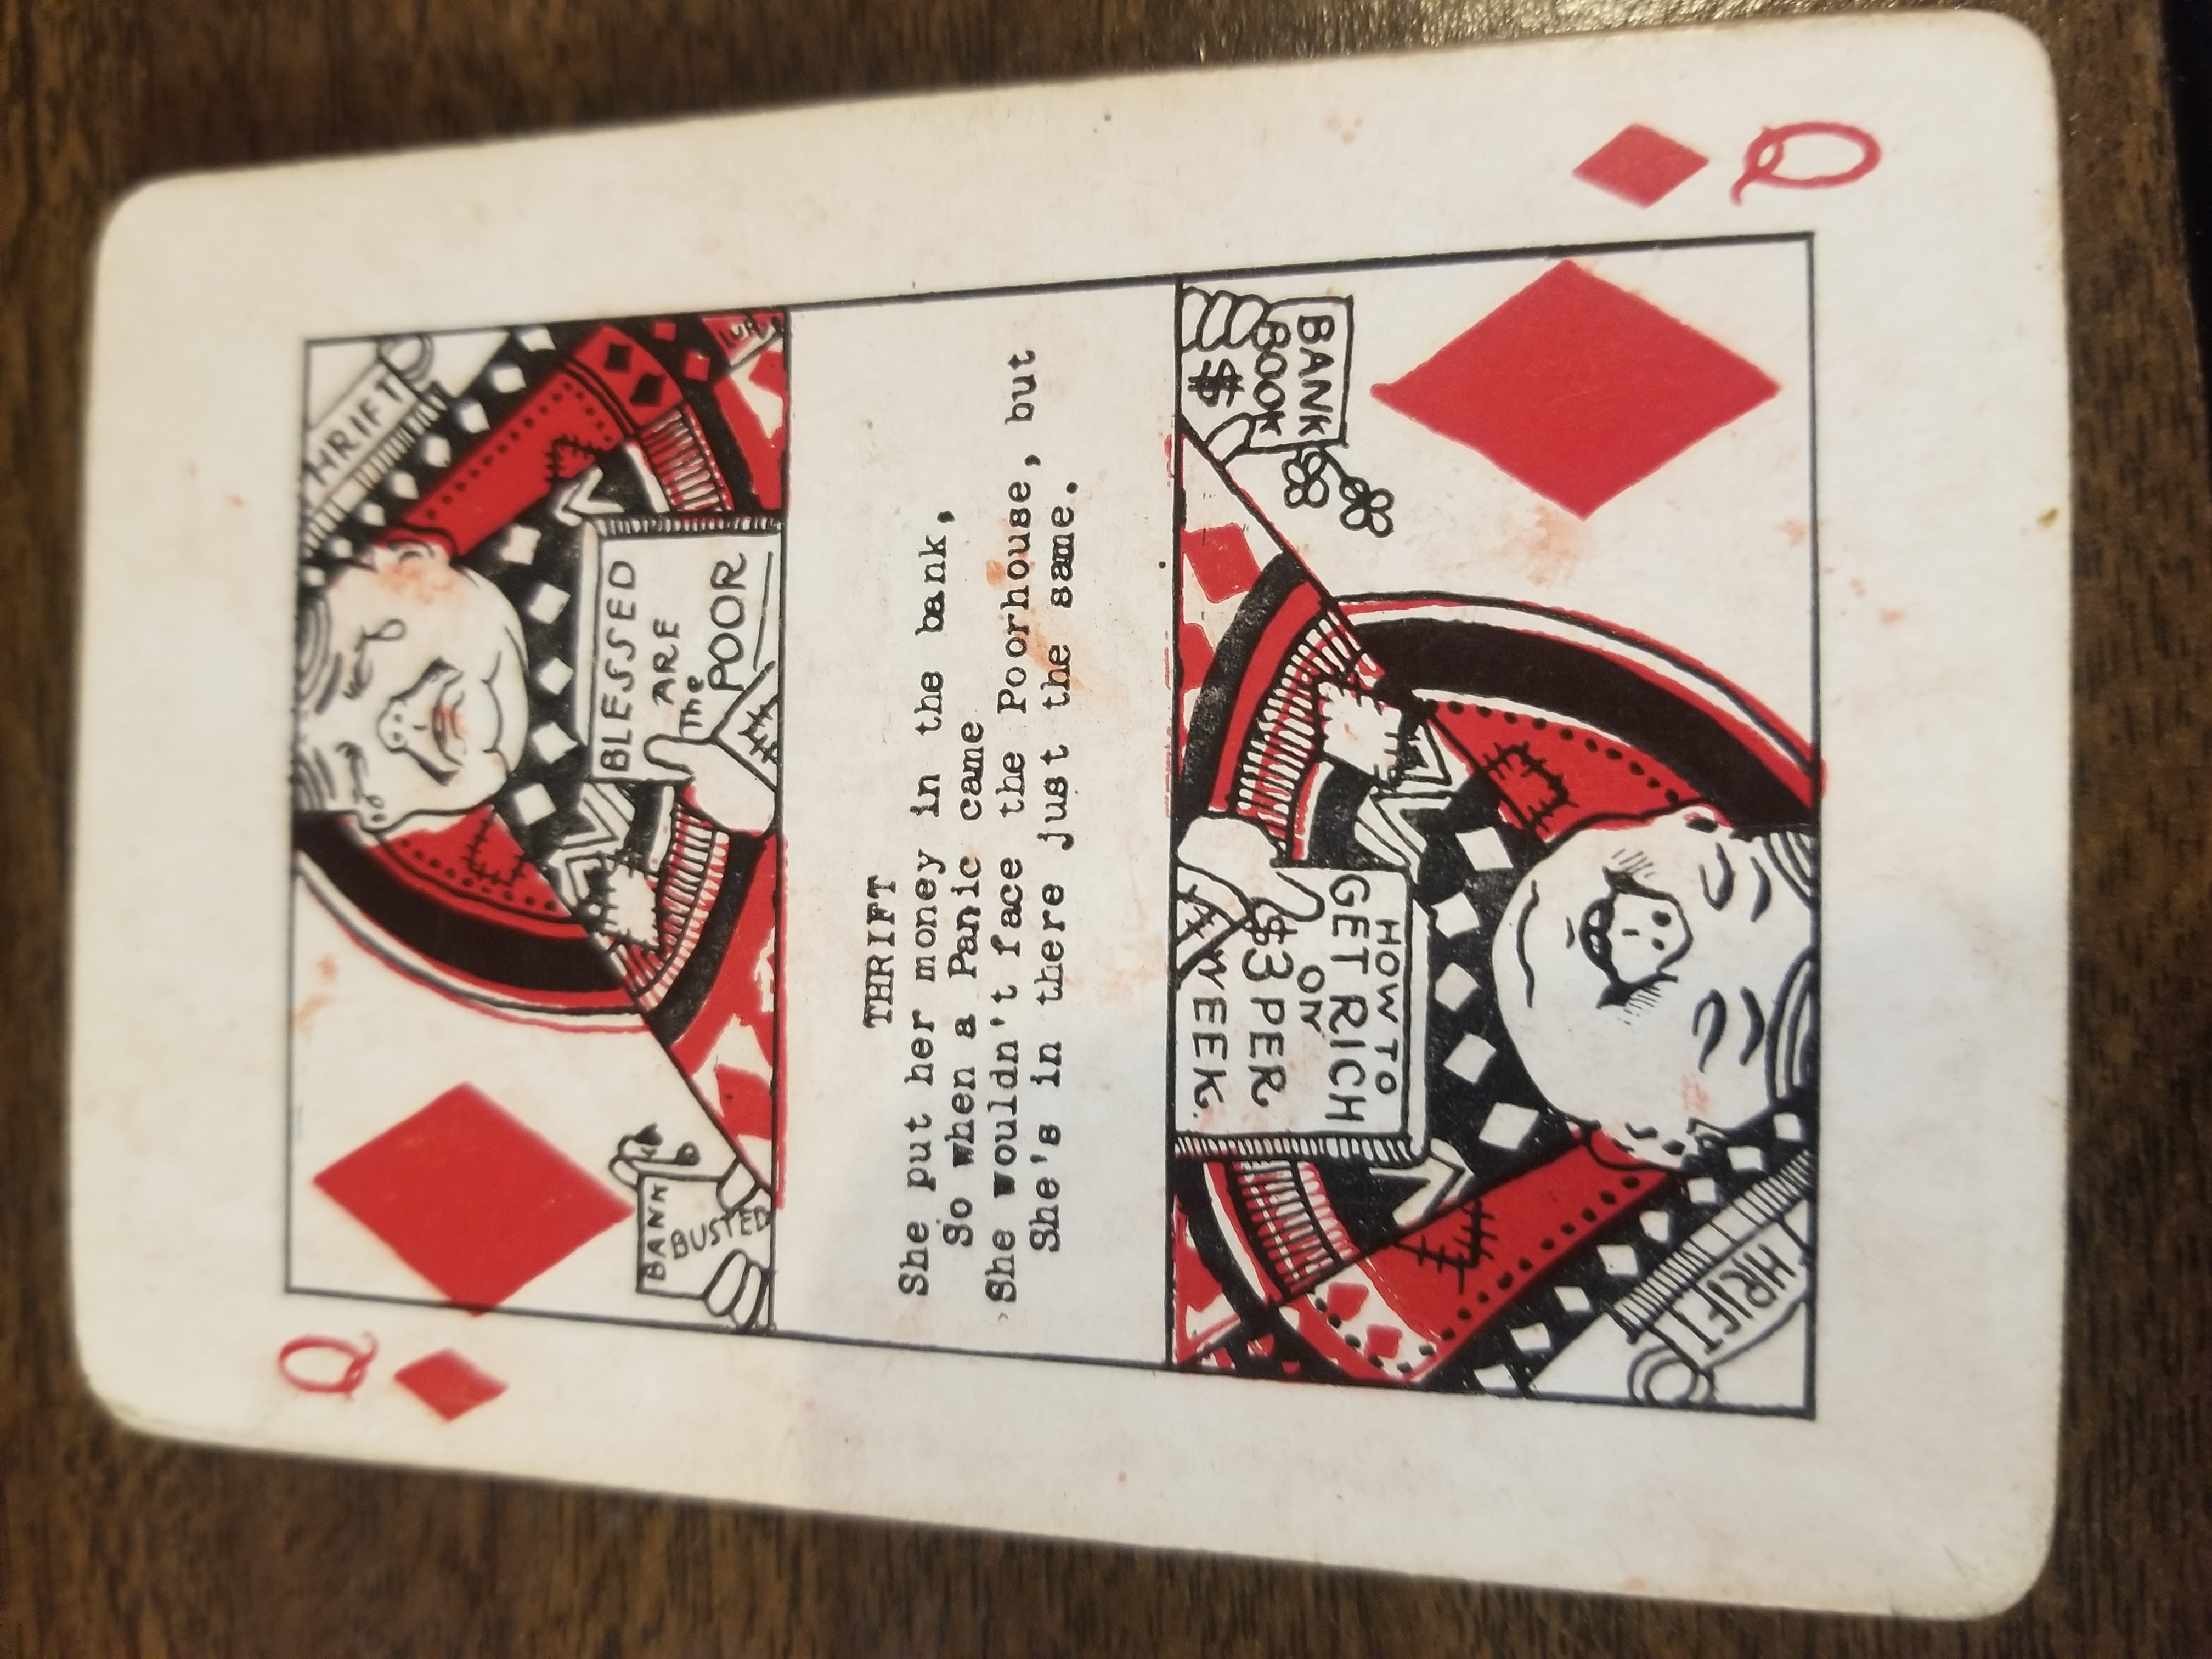 Q
HRIFT
BLESSED
ARE
The
POOR
BANK
BUSTED
THRIFT
She put her money in the bank,
So when a Panic came
She wouldn't face the Poorhouse, but
She's in there just the same.
BANK
BOOK
$
HOW TO
GET RICH
ON
$3 PER
WEEK.
HRIFT
Q